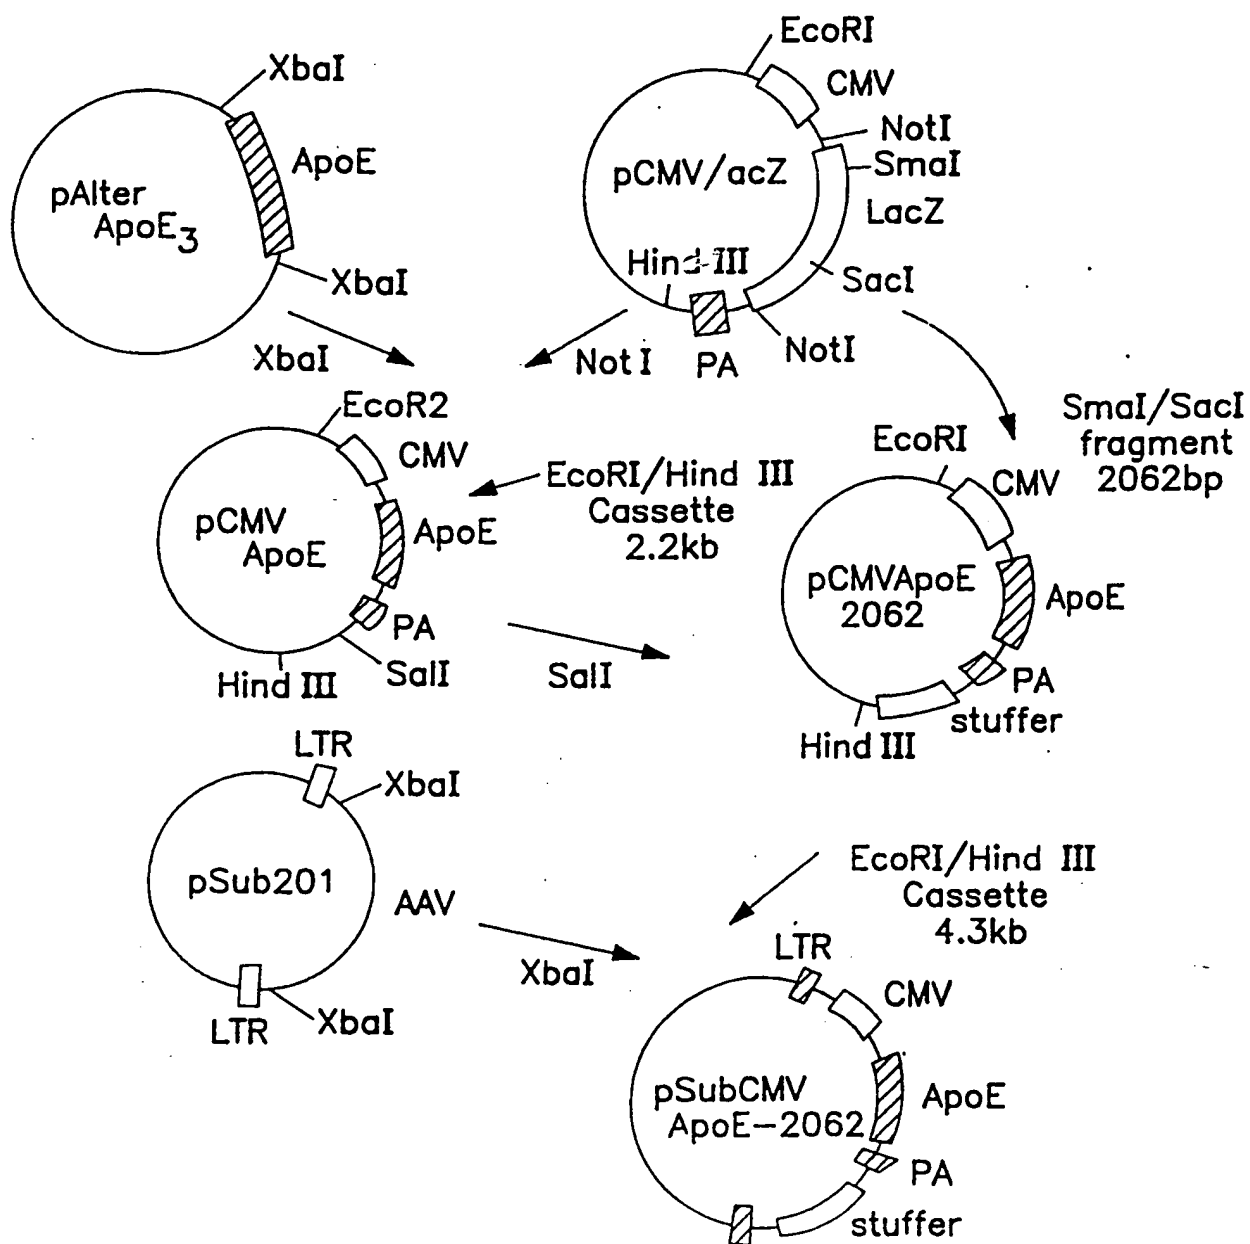 EcoRI
XbaI
CMV
NotI
ApoE
SmaI
pAlter
ApoE3
pCMV/acZ
LacZ
Hind III
XbaI
SacI
XbaI
Not I
PA
NotI
EcoR2
SmaI/SacI
fragment
2062bp
EcoRI
CMV
EcoRI/Hind III
Cassette
2.2kb
CMV
pCMV
ApoE
ApoE
pCMVApoE
2062
ApoE
PA
SalI
Hind III
SalI
PA
stuffer
Hind III
LTR
XbaI
pSub201
AAV
EcoRI/Hind III
Cassette
4.3kb
XbaI
LTR
XbaI
LTR
CMV
pSubCMV
ApoE-2062
ApoE
PA
stuffer